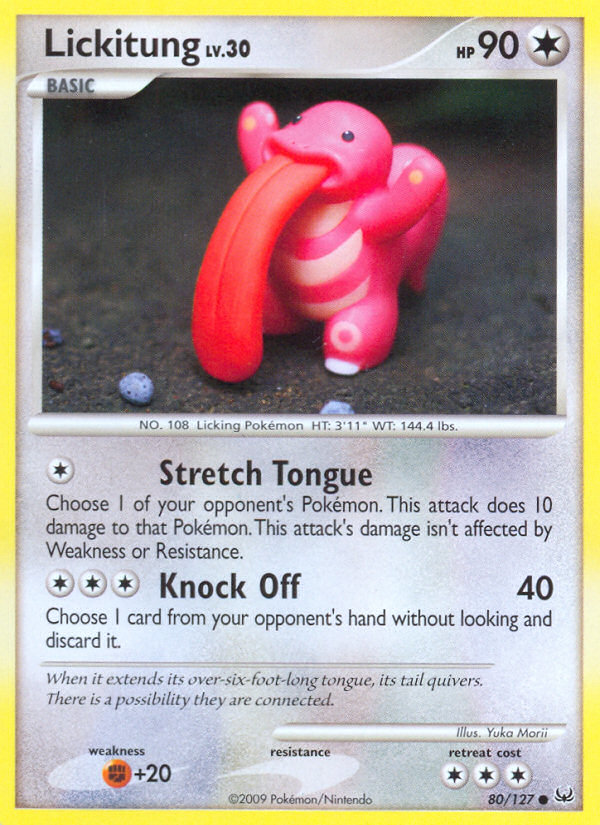 Lickitung LV.30 HP 90
BASIC
NO. 108 Licking Pokémon HT: 3'11" WT: 144.4 lbs.
Stretch Tongue
Choose 1 of your opponent's Pokémon. This attack does 10
damage to that Pokémon. This attack's damage isn't affected by
Weakness or Resistance.
Knock Off 40
Choose 1 card from your opponent's hand without looking and
discard it.
When it extends its over-six-foot-long tongue, its tail quivers.
There is a possibility they are connected.
Illus. Yuka Morii
weakness resistance retreat cost
+20
©2009 Pokémon/Nintendo 80/127